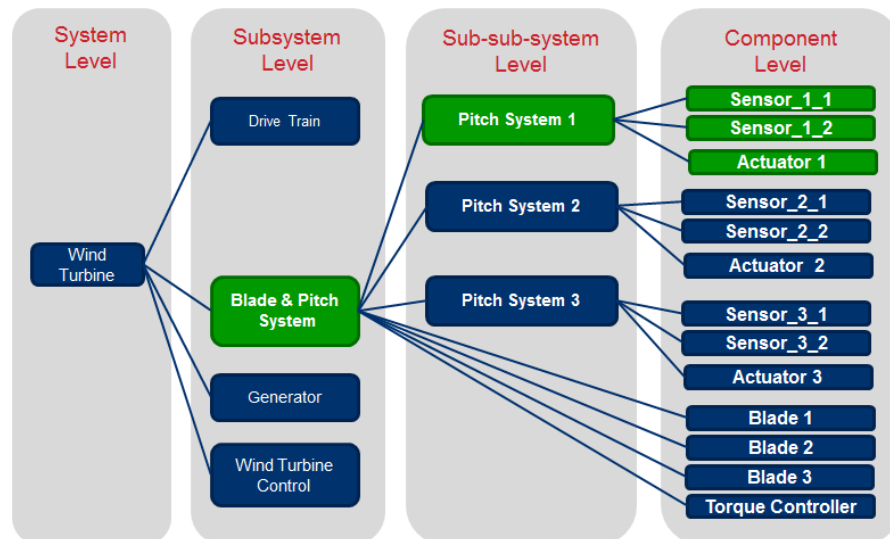 System
Level
Subsystem
Level
Sub-sub-system
Level
Component
Level
Wind
Turbine
Drive Train
Blade & Pitch
System
Generator
Wind Turbine
Control
Pitch System 1
Pitch System 2
Pitch System 3
Sensor_1_1
Sensor_1_2
Actuator 1
Sensor_2_1
Sensor_2_2
Actuator 2
Sensor_3_1
Sensor_3_2
Actuator 3
Blade 1
Blade 2
Blade 3
Torque Controller